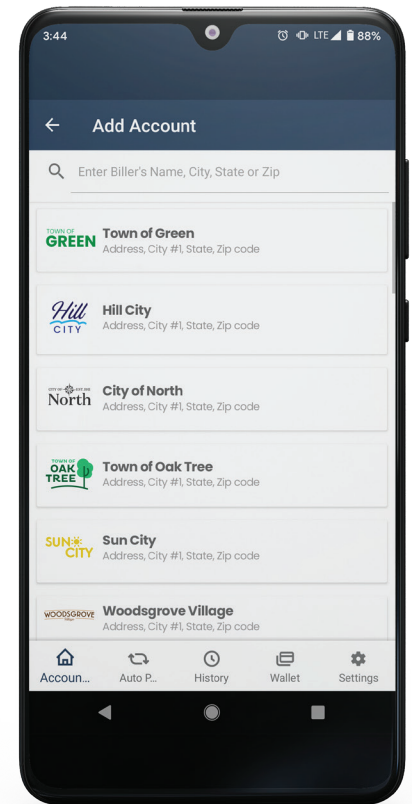 3:44 LTE 88%
Add Account
Enter Biller's Name, City, State or Zip
TOWN OF
GREEN
Town of Green
Address, City #1, State, Zip code
Hill
CITY
Hill City
Address, City #1, State, Zip code
North
City of North
Address, City #1, State, Zip code
TOWN OF
OAK
TREE
Town of Oak Tree
Address, City #1, State, Zip code
SUN
CITY
Sun City
Address, City #1, State, Zip code
WOODSGROVE
Village
Woodsgrove Village
Address, City #1, State, Zip code
Accoun... Auto P... History Wallet Settings